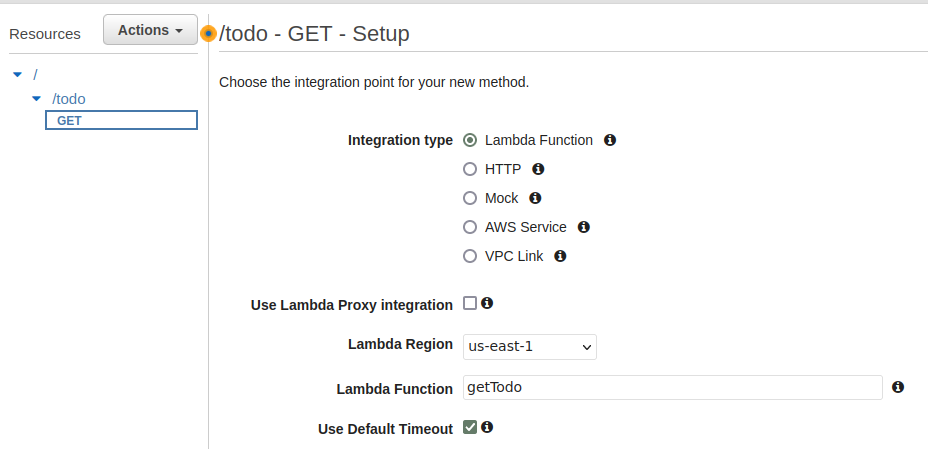 Resources
Actions
/todo - GET - Setup
/
/todo
GET
Choose the integration point for your new method.
Integration type
Lambda Function
HTTP
Mock
AWS Service
VPC Link
Use Lambda Proxy integration
Lambda Region
us-east-1
Lambda Function
getTodo
Use Default Timeout